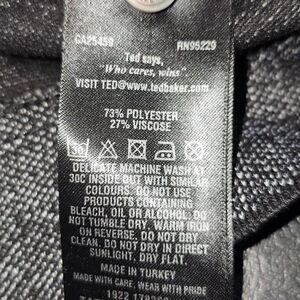 CA25459 RN95229
Ted says,
"Who cares, wins".
VISIT TED@www.tedbaker.com
73% POLYESTER
27% VISCOSE
30
DELICATE MACHINE WASH AT
30C INSIDE OUT WITH SIMILAR
COLOURS. DO NOT USE
PRODUCTS CONTAINING
BLEACH, OIL OR ALCOHOL. DO
NOT TUMBLE DRY. WARM IRON
ON REVERSE. DO NOT DRY
CLEAN. DO NOT DRY IN DIRECT
SUNLIGHT. DRY FLAT.
MADE IN TURKEY
MADE WITH CARE, WEAR WITH PRIDE
1922